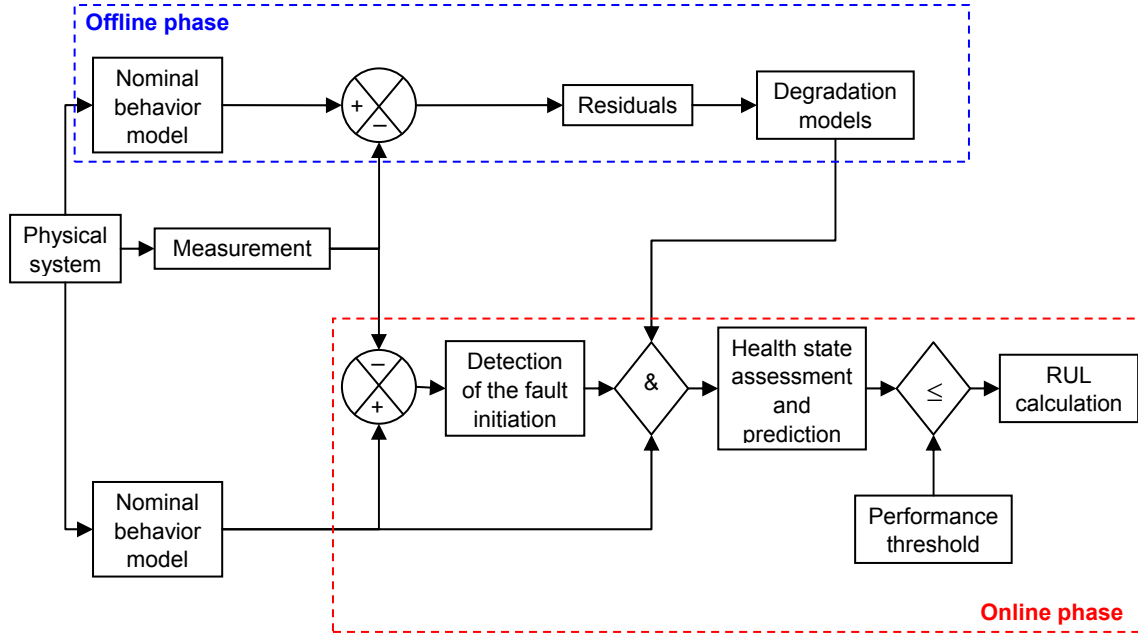 Offline phase
Nominal
behavior
model
+
−
Residuals
Degradation
models
Physical
system
Measurement
−
+
Detection
of the fault
initiation
&
Health state
assessment
and
prediction
≤
RUL
calculation
Nominal
behavior
model
Performance
threshold
Online phase